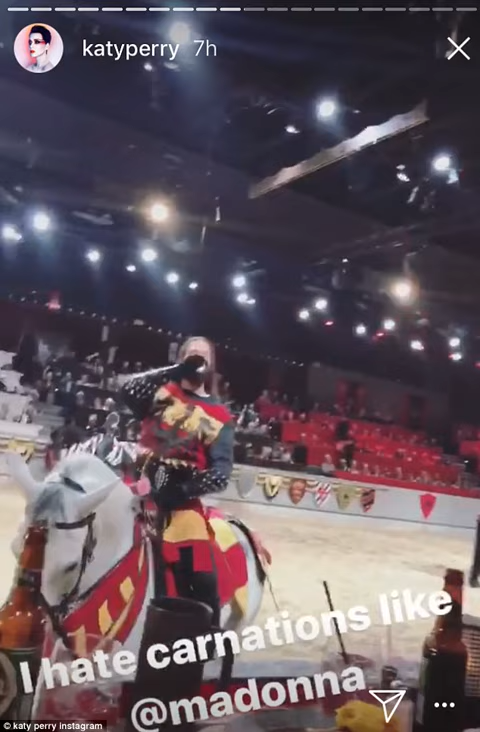 katyperry 7h
I hate carnations like
@madonna
© katy perry instagram